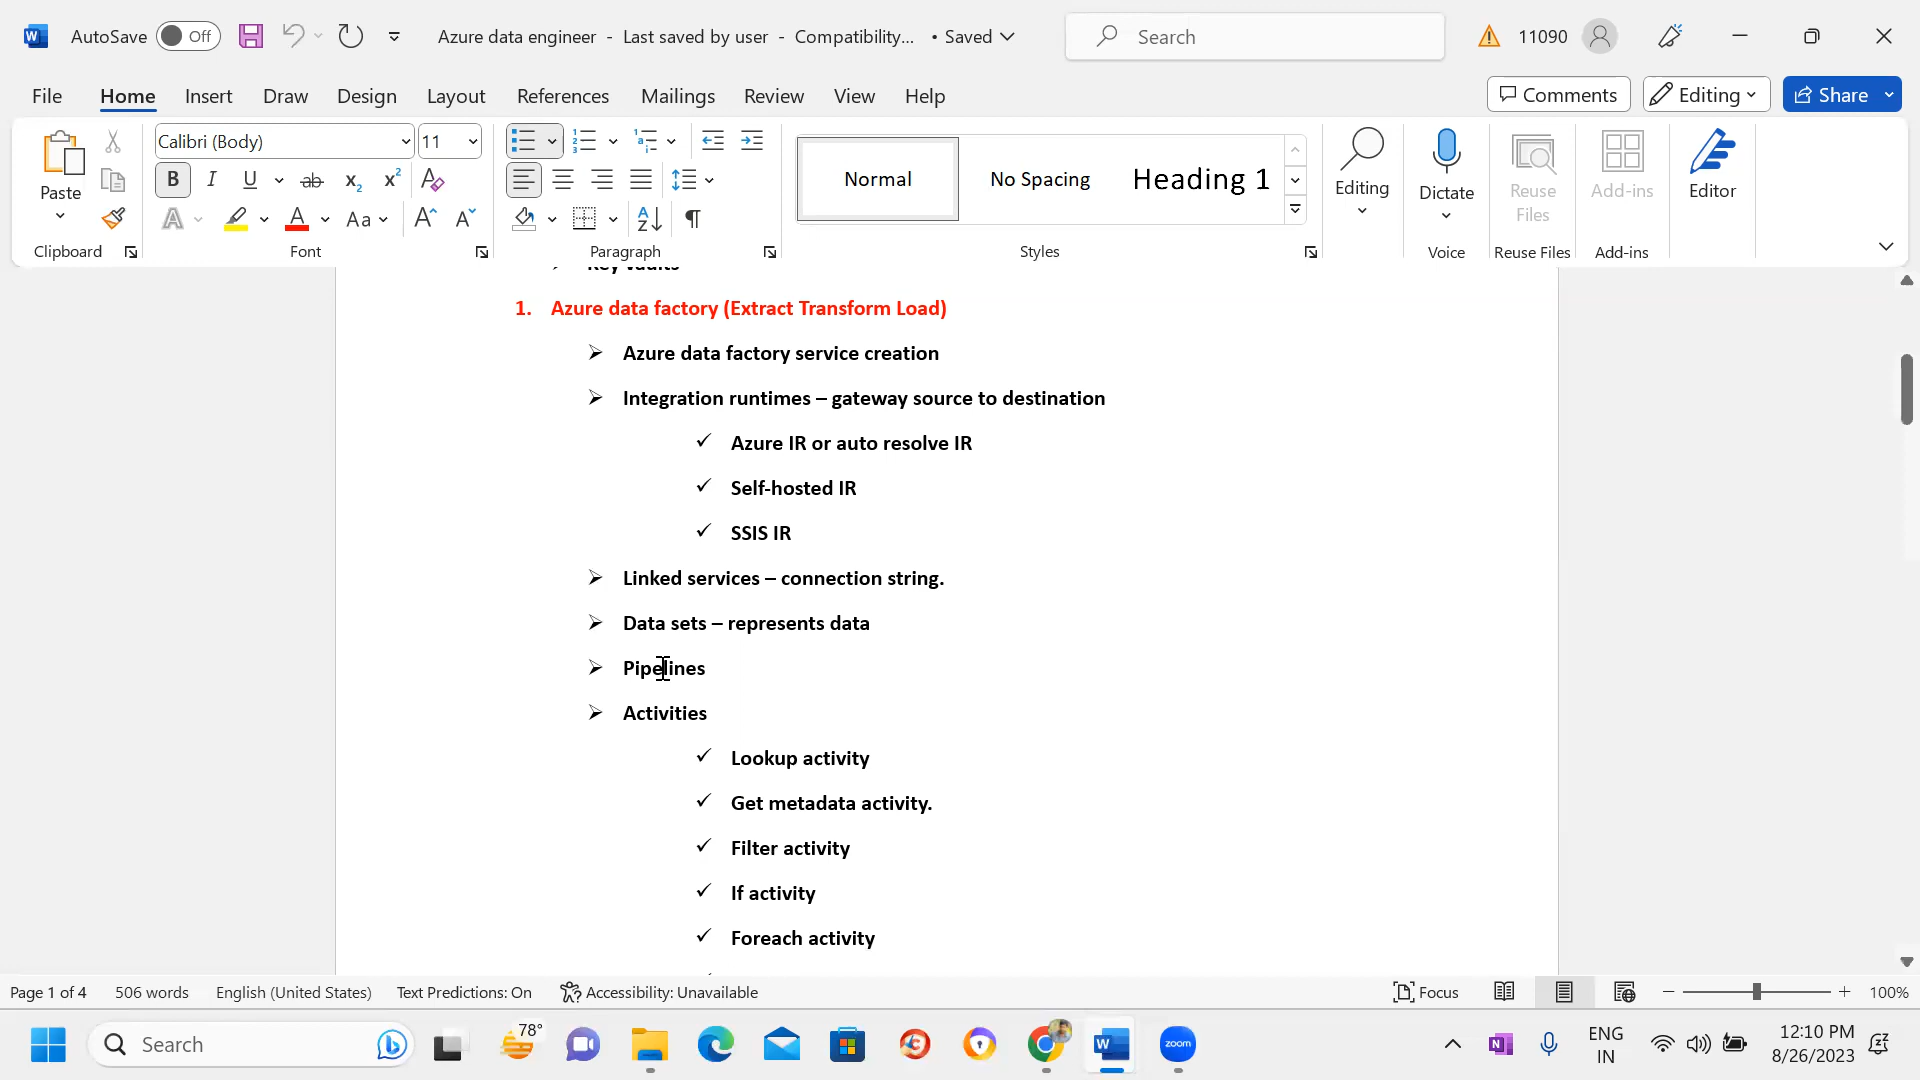 AutoSave Off Azure data engineer - Last saved by user - Compatibility... • Saved Search 11090
File Home Insert Draw Design Layout References Mailings Review View Help Comments Editing Share
Paste Calibri (Body) 11 Normal No Spacing Heading 1 Editing Dictate Reuse Files Add-ins Editor
Clipboard Font Paragraph Styles Voice Reuse Files Add-ins
Key vaults
1. Azure data factory (Extract Transform Load)
➢ Azure data factory service creation
➢ Integration runtimes – gateway source to destination
✓ Azure IR or auto resolve IR
✓ Self-hosted IR
✓ SSIS IR
➢ Linked services – connection string.
➢ Data sets – represents data
➢ Pipelines
➢ Activities
✓ Lookup activity
✓ Get metadata activity.
✓ Filter activity
✓ If activity
✓ Foreach activity
Page 1 of 4 506 words English (United States) Text Predictions: On Accessibility: Unavailable Focus 100%
Search 78° zoom ENG IN 12:10 PM 8/26/2023